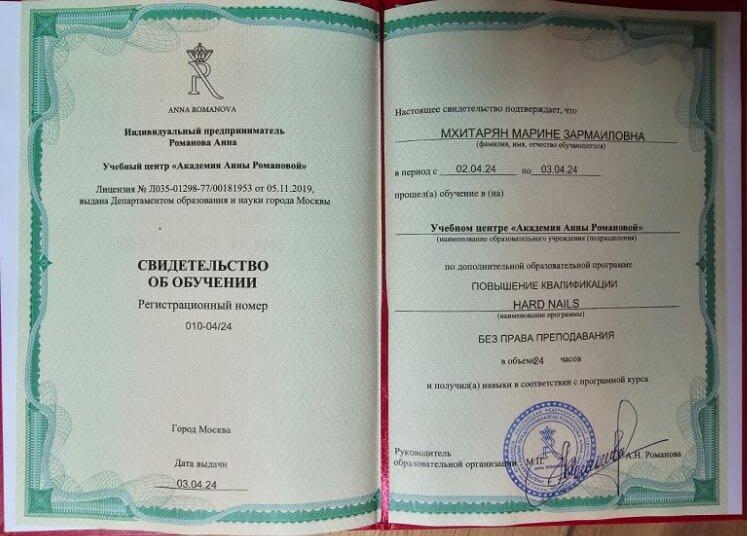 ANNA ROMANOVA
Индивидуальный предприниматель
Романова Анна
Учебный центр «Академия Анны Романовой»
Лицензия № Л035-01298-77/00181953 от 05.11.2019,
выдана Департаментом образования и науки города Москвы
СВИДЕТЕЛЬСТВО
ОБ ОБУЧЕНИИ
Регистрационный номер
010-04/24
Город Москва
Дата выдачи
03.04.24
Настоящее свидетельство подтверждает, что
МХИТАРЯН МАРИНЕ ЗАРМАИЛОВНА
(фамилия, имя, отчество обучающегося)
в период с 02.04.24 по 03.04.24
прошел(а) обучение в (на)
Учебном центре «Академия Анны Романовой»
(наименование образовательного учреждения (подразделения)
по дополнительной образовательной программе
ПОВЫШЕНИЕ КВАЛИФИКАЦИИ
HARD NAILS
(наименование программы)
БЕЗ ПРАВА ПРЕПОДАВАНИЯ
в объеме 24 часов
и получил(а) навыки в соответствии с программой курса
Руководитель
образовательной организации М.П. А.Н. Романова